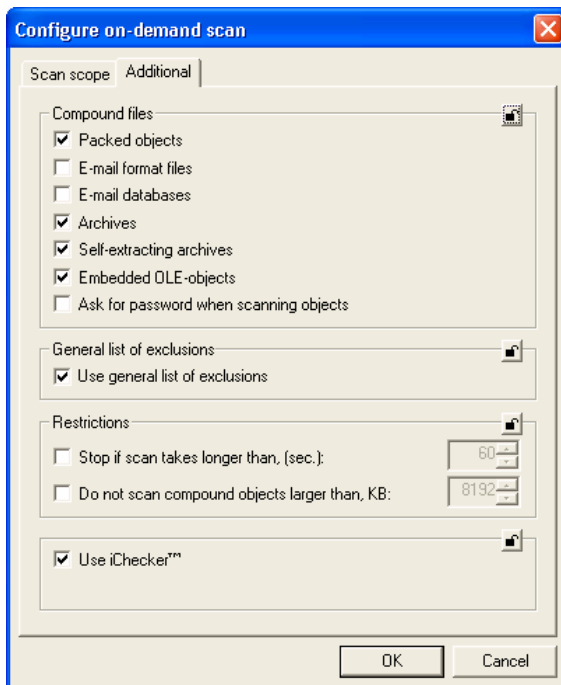 Configure on-demand scan
Scan scope
Additional
Compound files
Packed objects
E-mail format files
E-mail databases
Archives
Self-extracting archives
Embedded OLE-objects
Ask for password when scanning objects
General list of exclusions
Use general list of exclusions
Restrictions
Stop if scan takes longer than, (sec.): 60
Do not scan compound objects larger than, KB: 8192
Use iChecker™
OK
Cancel